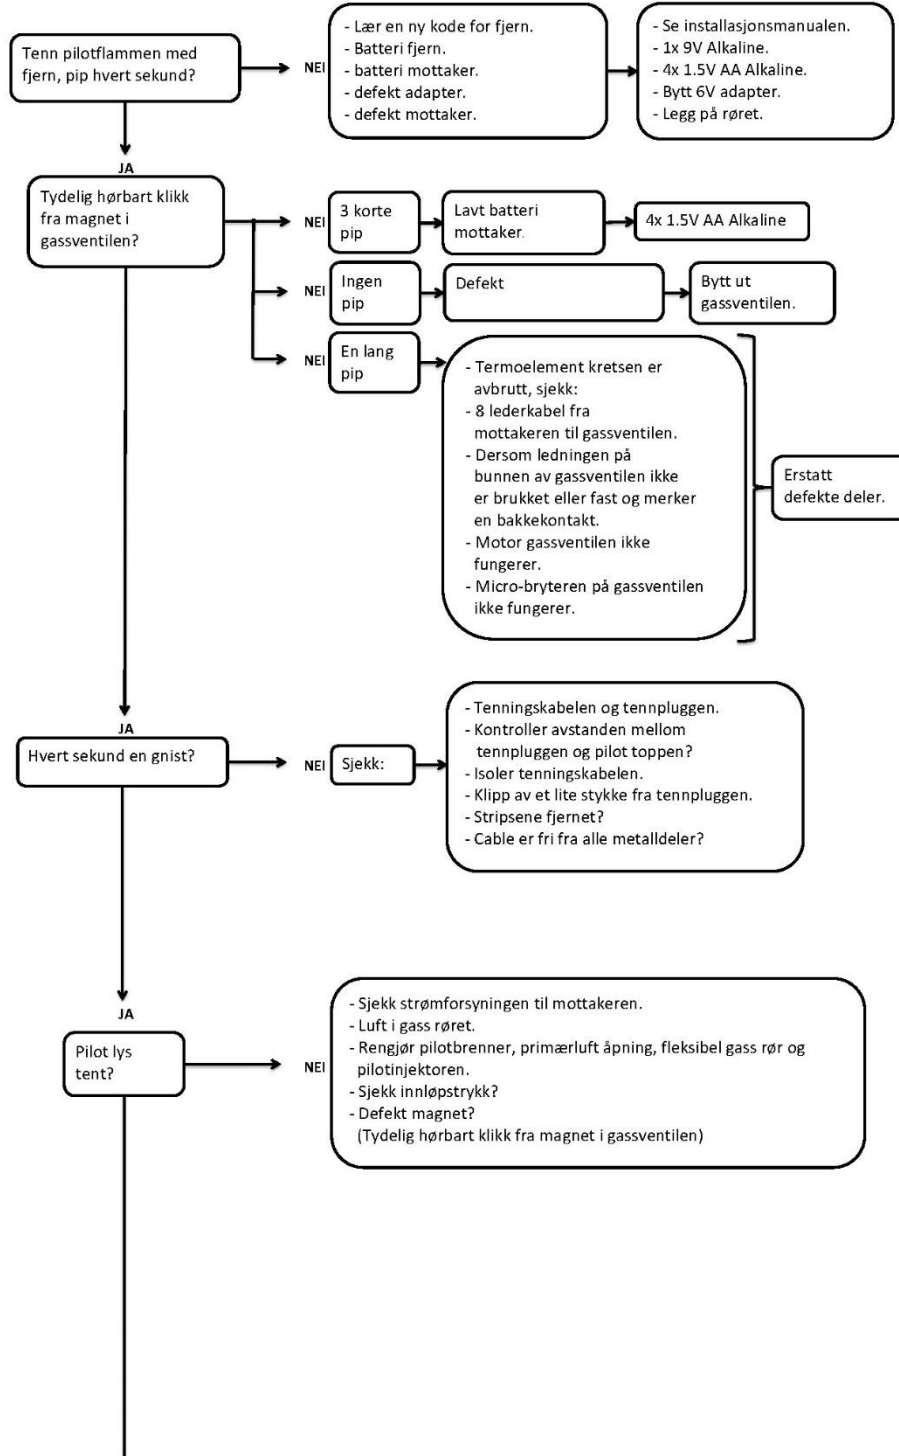 Tenn pilotflammen med
fjern, pip hvert sekund?
NEI
- Lær en ny kode for fjern.
- Batteri fjern.
- batteri mottaker.
- defekt adapter.
- defekt mottaker.
- Se installasjonsmanualen.
- 1x 9V Alkaline.
- 4x 1.5V AA Alkaline.
- Bytt 6V adapter.
- Legg på røret.
JA
Tydelig hørbart klikk
fra magnet i
gassventilen?
NEI
3 korte
pip
Lavt batteri
mottaker.
4x 1.5V AA Alkaline
NEI
Ingen
pip
Defekt
Bytt ut
gassventilen.
NEI
En lang
pip
- Termoelement kretsen er
avbrutt, sjekk:
- 8 lederkabel fra
mottakeren til gassventilen.
- Dersom ledningen på
bunnen av gassventilen ikke
er brukket eller fast og merker
en bakkekontakt.
- Motor gassventilen ikke
fungerer.
- Micro-bryteren på gassventilen
ikke fungerer.
Erstatt
defekte deler.
JA
Hvert sekund en gnist?
NEI
Sjekk:
- Tenningskabelen og tennpluggen.
- Kontroller avstanden mellom
tennpluggen og pilot toppen?
- Isoler tenningskabelen.
- Klipp av et lite stykke fra tennpluggen.
- Stripsene fjernet?
- Cable er fri fra alle metalldeler?
JA
Pilot lys
tent?
NEI
- Sjekk strømforsyningen til mottakeren.
- Luft i gass røret.
- Rengjør pilotbrenner, primærluft åpning, fleksibel gass rør og
pilotinjektoren.
- Sjekk innløpstrykk?
- Defekt magnet?
(Tydelig hørbart klikk fra magnet i gassventilen)